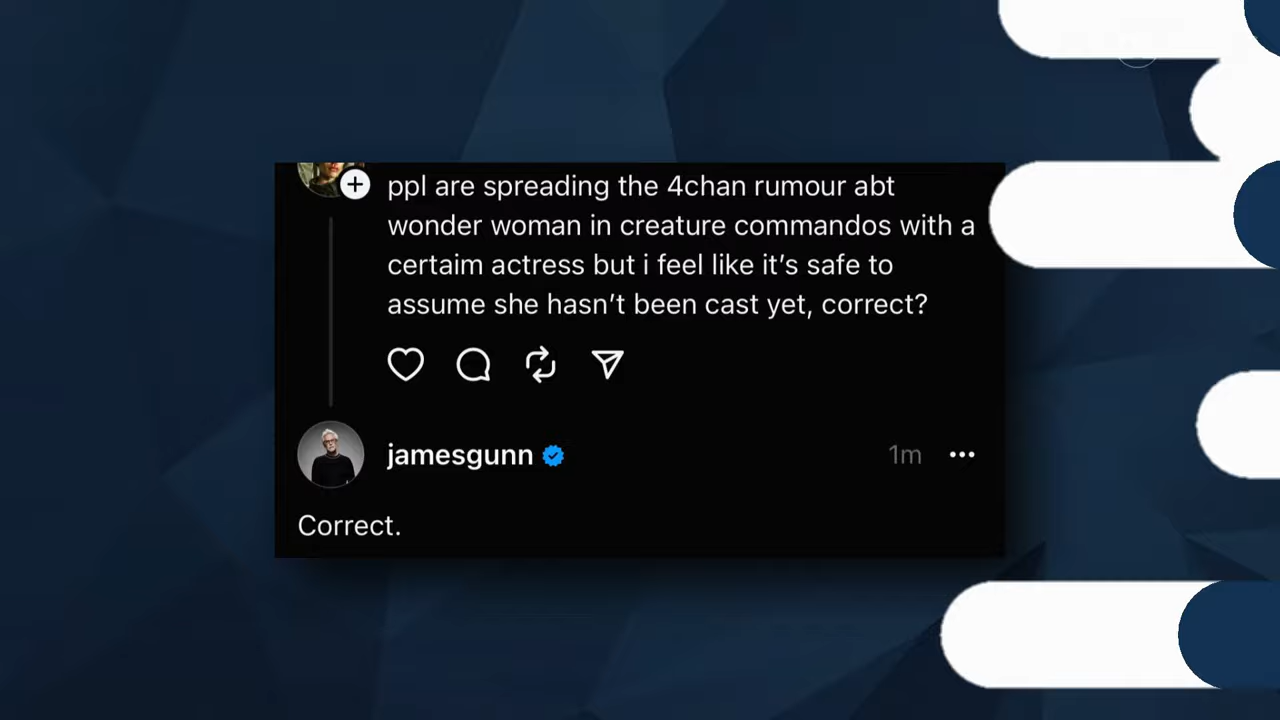 ppl are spreading the 4chan rumour abt
wonder woman in creature commandos with a
certaim actress but i feel like it’s safe to
assume she hasn’t been cast yet, correct?
jamesgunn
1m
Correct.